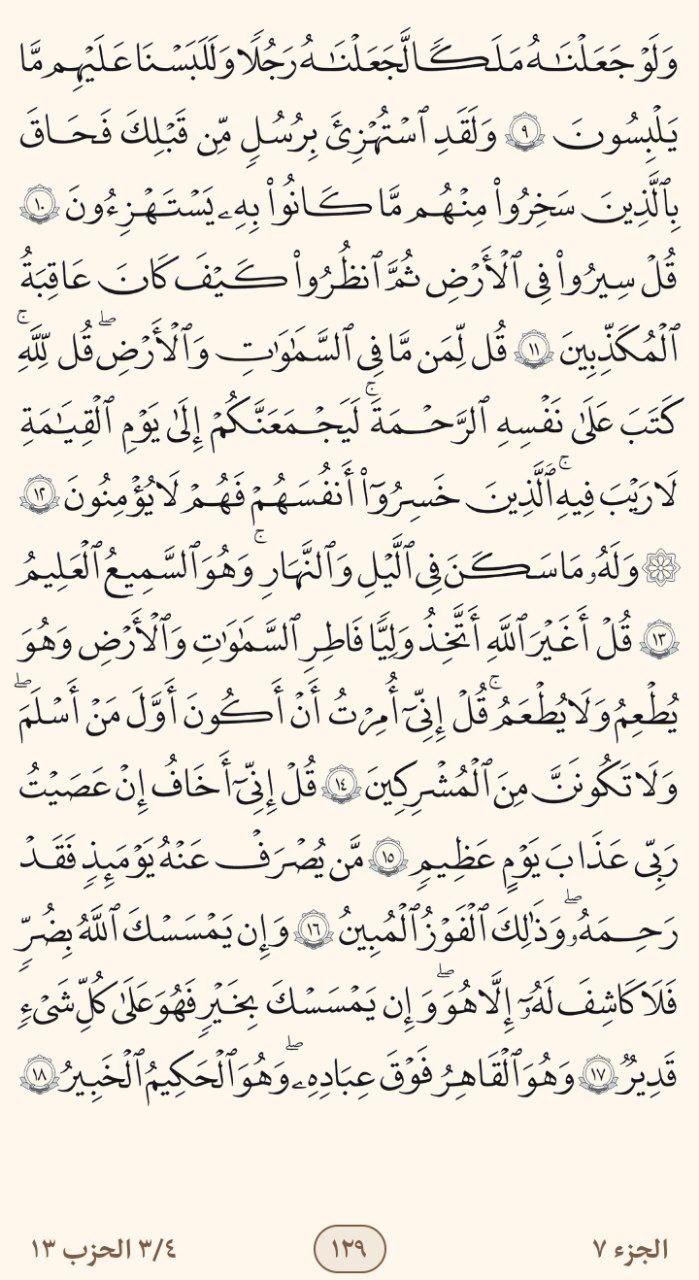 وَلَوۡ جَعَلۡنَٰهُ مَلَكٗا لَّجَعَلۡنَٰهُ رَجُلٗا وَلَلَبَسۡنَا عَلَيۡهِم مَّا
يَلۡبِسُونَ ٩ وَلَقَدِ ٱسۡتُهۡزِئَ بِرُسُلٖ مِّن قَبۡلِكَ فَحَاقَ
بِٱلَّذِينَ سَخِرُواْ مِنۡهُم مَّا كَانُواْ بِهِۦ يَسۡتَهۡزِءُونَ ١٠
قُلۡ سِيرُواْ فِي ٱلۡأَرۡضِ ثُمَّ ٱنظُرُواْ كَيۡفَ كَانَ عَٰقِبَةُ
ٱلۡمُكَذِّبِينَ ١١ قُل لِّمَن مَّا فِي ٱلسَّمَٰوَٰتِ وَٱلۡأَرۡضِۖ قُل لِّلَّهِۚ
كَتَبَ عَلَىٰ نَفۡسِهِ ٱلرَّحۡمَةَۚ لَيَجۡمَعَنَّكُمۡ إِلَىٰ يَوۡمِ ٱلۡقِيَٰمَةِ
لَا رَيۡبَ فِيهِۚ ٱلَّذِينَ خَسِرُوٓاْ أَنفُسَهُمۡ فَهُمۡ لَا يُؤۡمِنُونَ ١٢
۞ وَلَهُۥ مَا سَكَنَ فِي ٱلَّيۡلِ وَٱلنَّهَارِۚ وَهُوَ ٱلسَّمِيعُ ٱلۡعَلِيمُ
١٣ قُلۡ أَغَيۡرَ ٱللَّهِ أَتَّخِذُ وَلِيّٗا فَاطِرِ ٱلسَّمَٰوَٰتِ وَٱلۡأَرۡضِ وَهُوَ
يُطۡعِمُ وَلَا يُطۡعَمُۚ قُلۡ إِنِّيٓ أُمِرۡتُ أَنۡ أَكُونَ أَوَّلَ مَنۡ أَسۡلَمَۖ
وَلَا تَكُونَنَّ مِنَ ٱلۡمُشۡرِكِينَ ١٤ قُلۡ إِنِّيٓ أَخَافُ إِنۡ عَصَيۡتُ
رَبِّي عَذَابَ يَوۡمٍ عَظِيمٖ ١٥ مَّن يُصۡرَفۡ عَنۡهُ يَوۡمَئِذٖ فَقَدۡ
رَحِمَهُۥۖ وَذَٰلِكَ ٱلۡفَوۡزُ ٱلۡمُبِينُ ١٦ وَإِن يَمۡسَسۡكَ ٱللَّهُ بِضُرّٖ
فَلَا كَاشِفَ لَهُۥٓ إِلَّا هُوَۖ وَإِن يَمۡسَسۡكَ بِخَيۡرٖ فَهُوَ عَلَىٰ كُلِّ شَيۡءٖ
قَدِيرٞ ١٧ وَهُوَ ٱلۡقَاهِرُ فَوۡقَ عِبَادِهِۦۖ وَهُوَ ٱلۡحَكِيمُ ٱلۡخَبِيرُ ١٨
الجزء ٧ ١٢٩ ٣/٤ الحزب ١٣